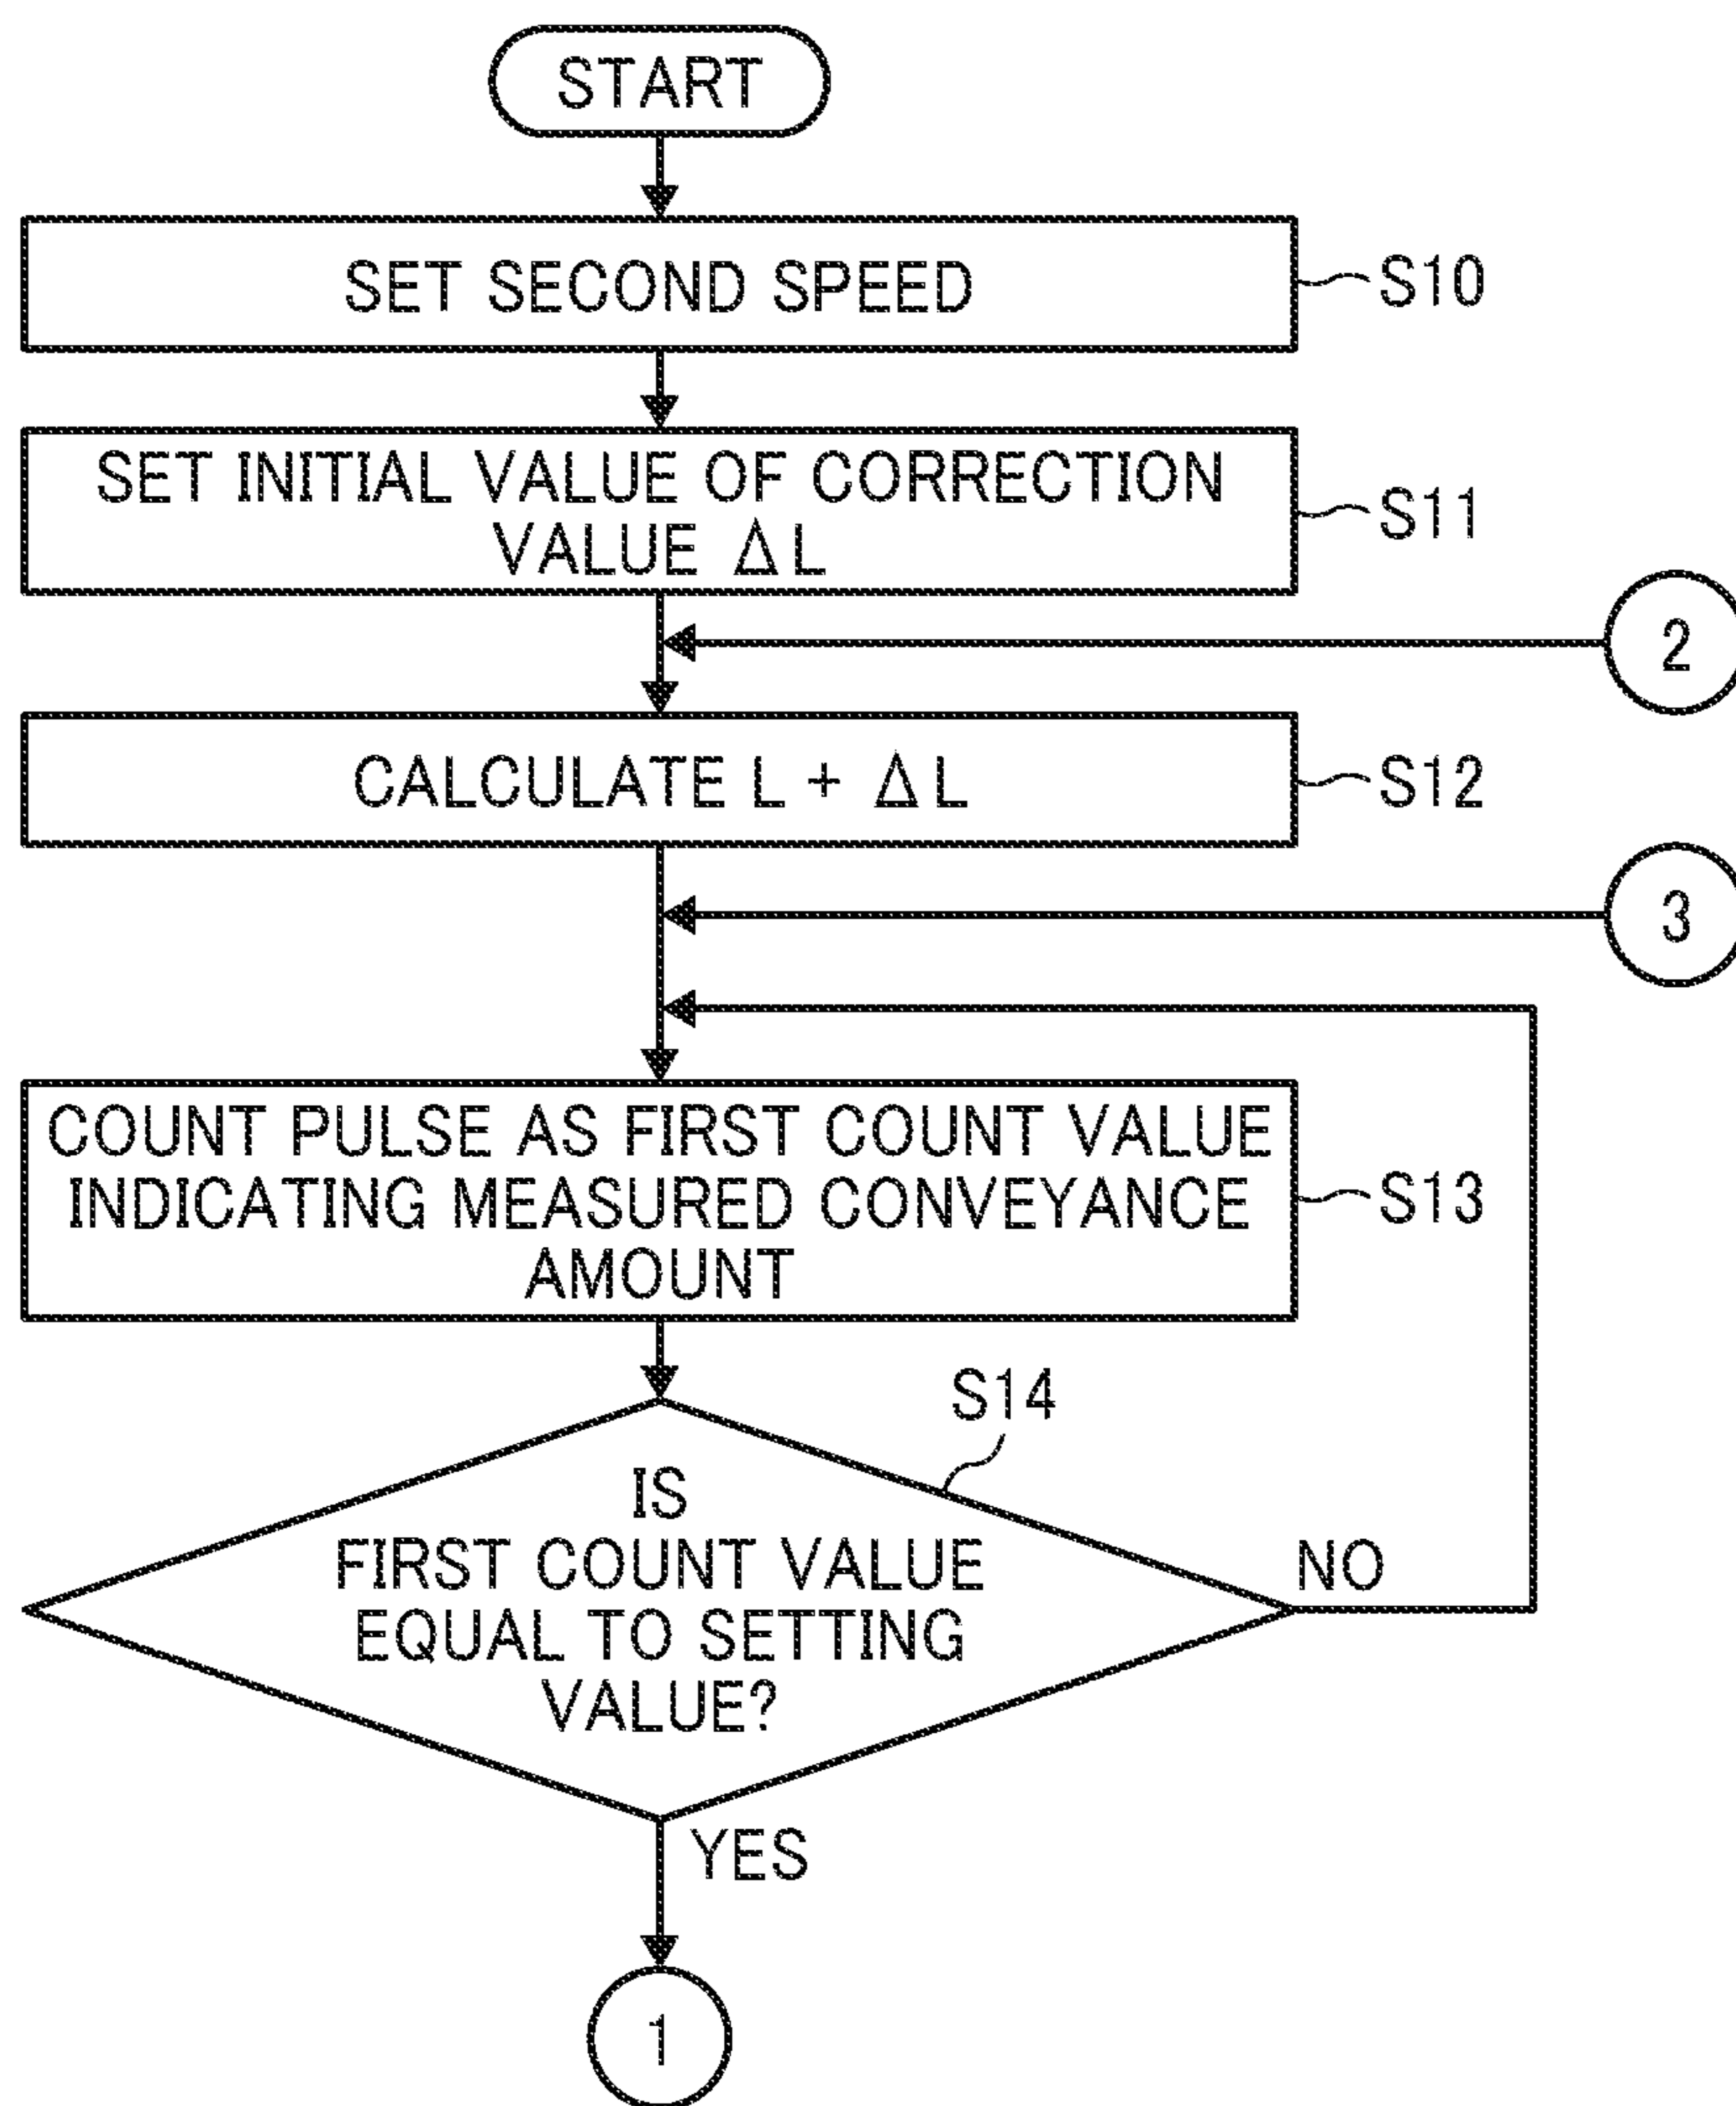 START
SET SECOND SPEED
S10
SET INITIAL VALUE OF CORRECTION
VALUE Δ L
S11
2
CALCULATE L + Δ L
S12
3
COUNT PULSE AS FIRST COUNT VALUE
INDICATING MEASURED CONVEYANCE
AMOUNT
S13
S14
IS
FIRST COUNT VALUE
EQUAL TO SETTING
VALUE?
NO
YES
1